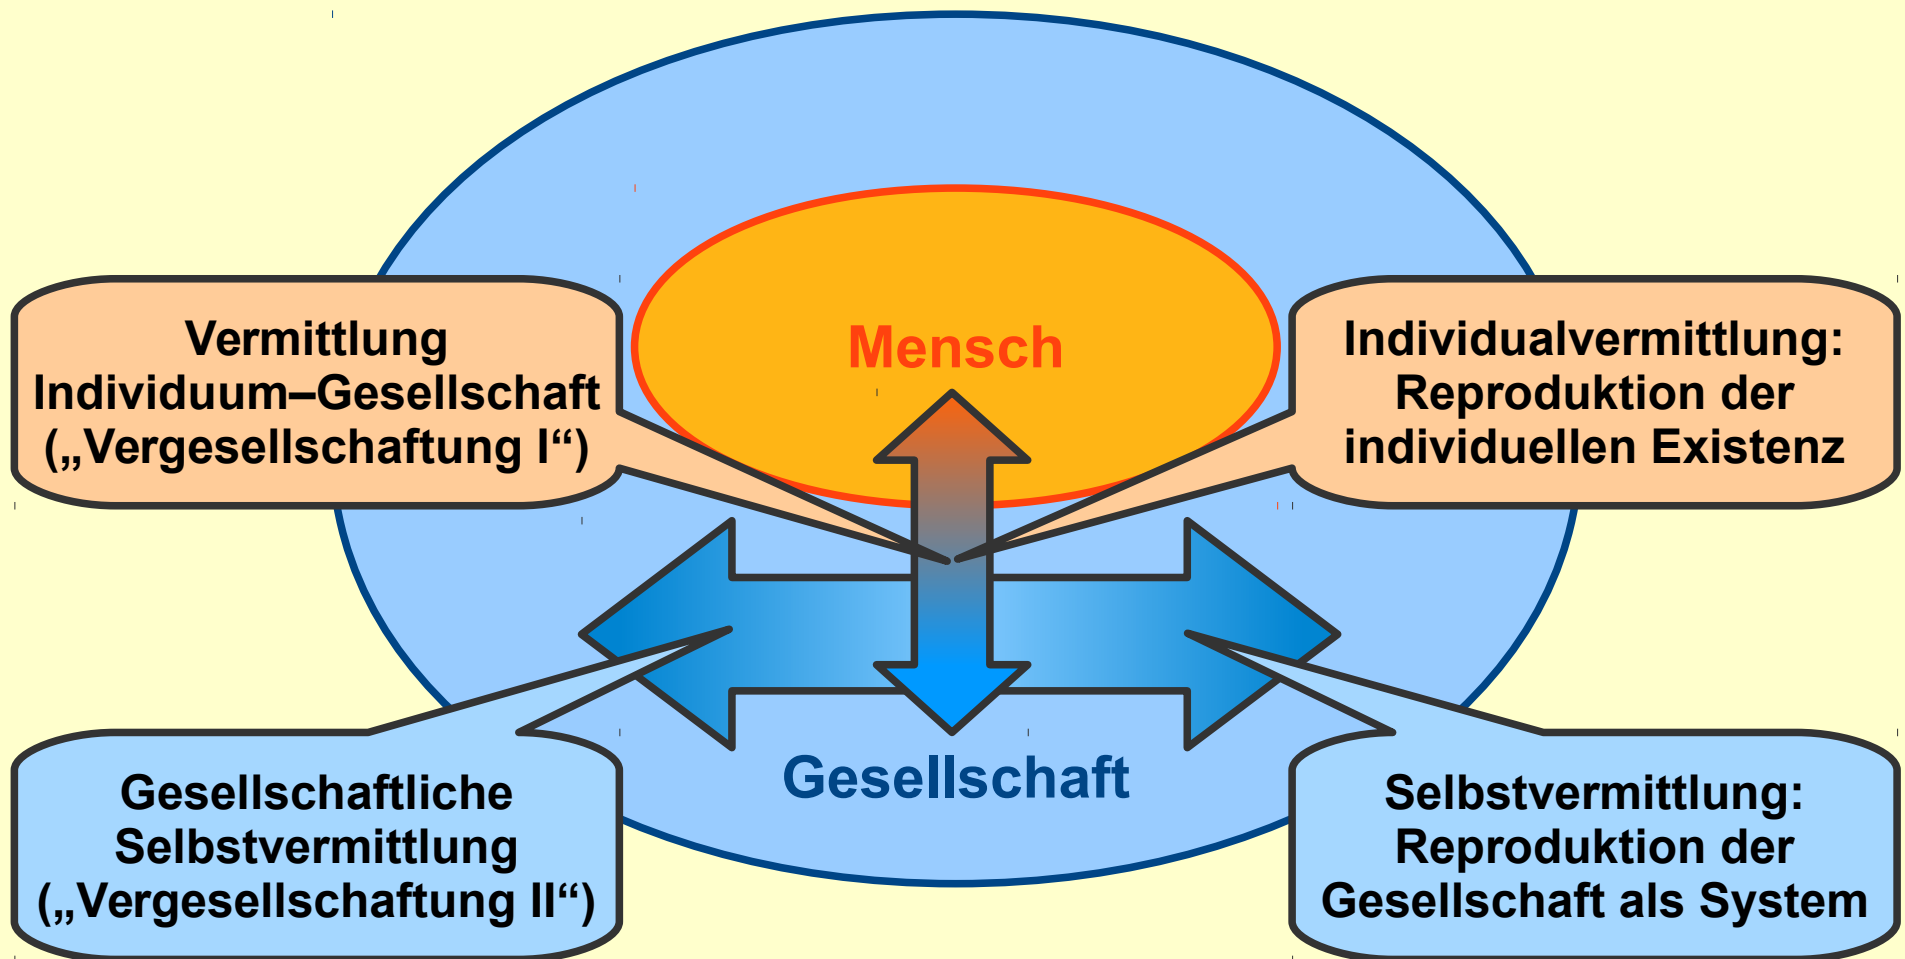 Mensch
Vermittlung
Individuum–Gesellschaft
(„Vergesellschaftung I“)
Individualvermittlung:
Reproduktion der
individuellen Existenz
Gesellschaft
Gesellschaftliche
Selbstvermittlung
(„Vergesellschaftung II“)
Selbstvermittlung:
Reproduktion der
Gesellschaft als System